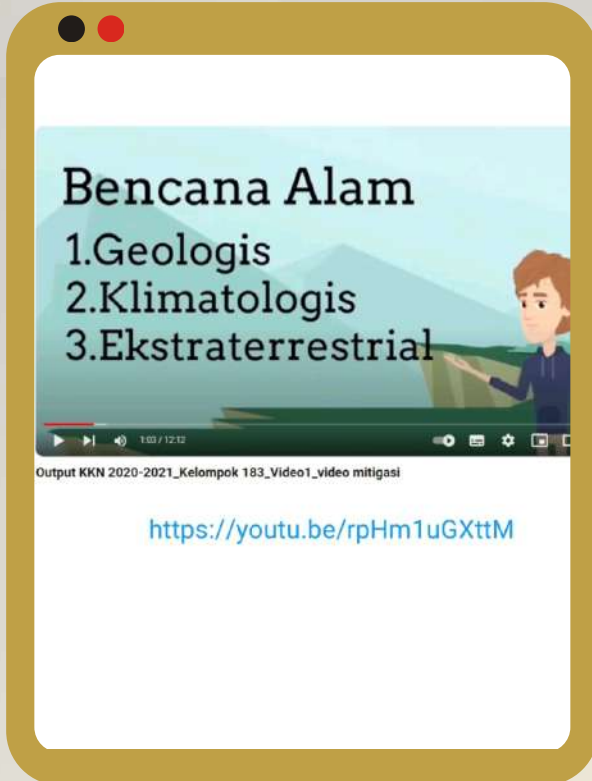 Bencana Alam
1.Geologis
2.Klimatologis
3.Ekstraterrestrial
1:03 / 12:12
Output KKN 2020-2021_Kelompok 183_Video1_video mitigasi
https://youtu.be/rpHm1uGXttM